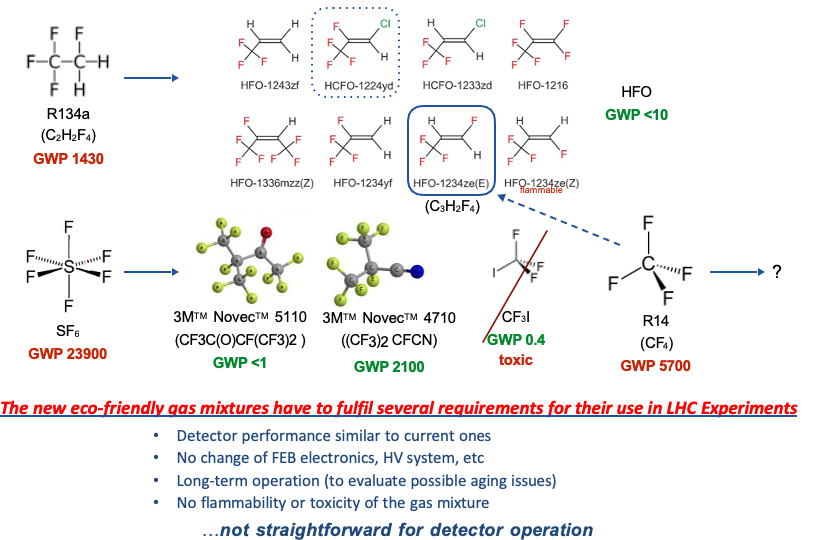 F F
F-C-C-H
F H
R134a
(C₂H₂F₄)
GWP 1430
H H
F H
F F
HFO-1243zf
F Cl
F H
F F
HCFO-1224yd
H Cl
F H
F F
HCFO-1233zd
F F
F F
F F
HFO-1216
HFO
GWP <10
F H
F F
F F F F
HFO-1336mzz(Z)
F H
F H
F F
HFO-1234yf
H F
F H
F F
HFO-1234ze(E)
H H
F F
F F
HFO-1234ze(Z)
flammable
(C₃H₂F₄)
F
F F
S
F F
F
SF₆
GWP 23900
3M™ Novec™ 5110
(CF3C(O)CF(CF3)2 )
GWP <1
3M™ Novec™ 4710
((CF3)2 CFCN)
GWP 2100
F
I F
F
CF₃I
GWP 0.4
toxic
F
C
F F
F
R14
(CF₄)
GWP 5700
?
The new eco-friendly gas mixtures have to fulfil several requirements for their use in LHC Experiments
• Detector performance similar to current ones
• No change of FEB electronics, HV system, etc
• Long-term operation (to evaluate possible aging issues)
• No flammability or toxicity of the gas mixture
...not straightforward for detector operation